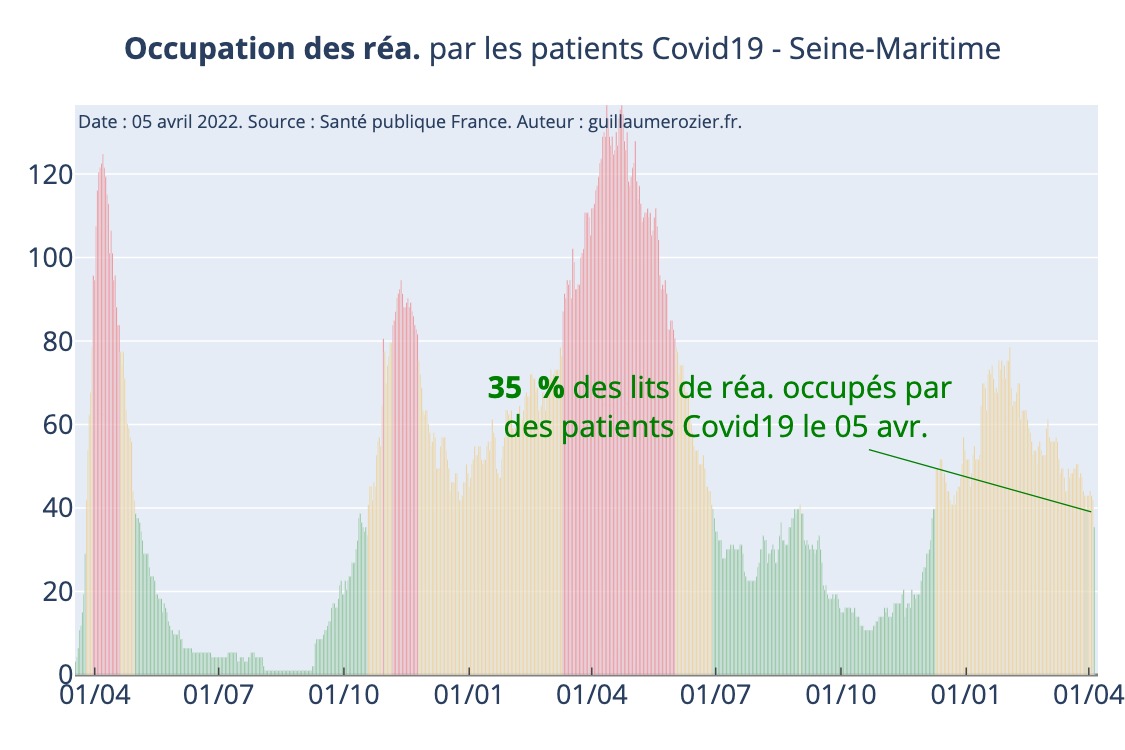 Occupation des réa. par les patients Covid19 - Seine-Maritime
Date : 05 avril 2022. Source : Santé publique France. Auteur : guillaumerozier.fr.
120
100
80
60
40
20
0
35 % des lits de réa. occupés par
des patients Covid19 le 05 avr.
01/04 01/07 01/10 01/01 01/04 01/07 01/10 01/01 01/04